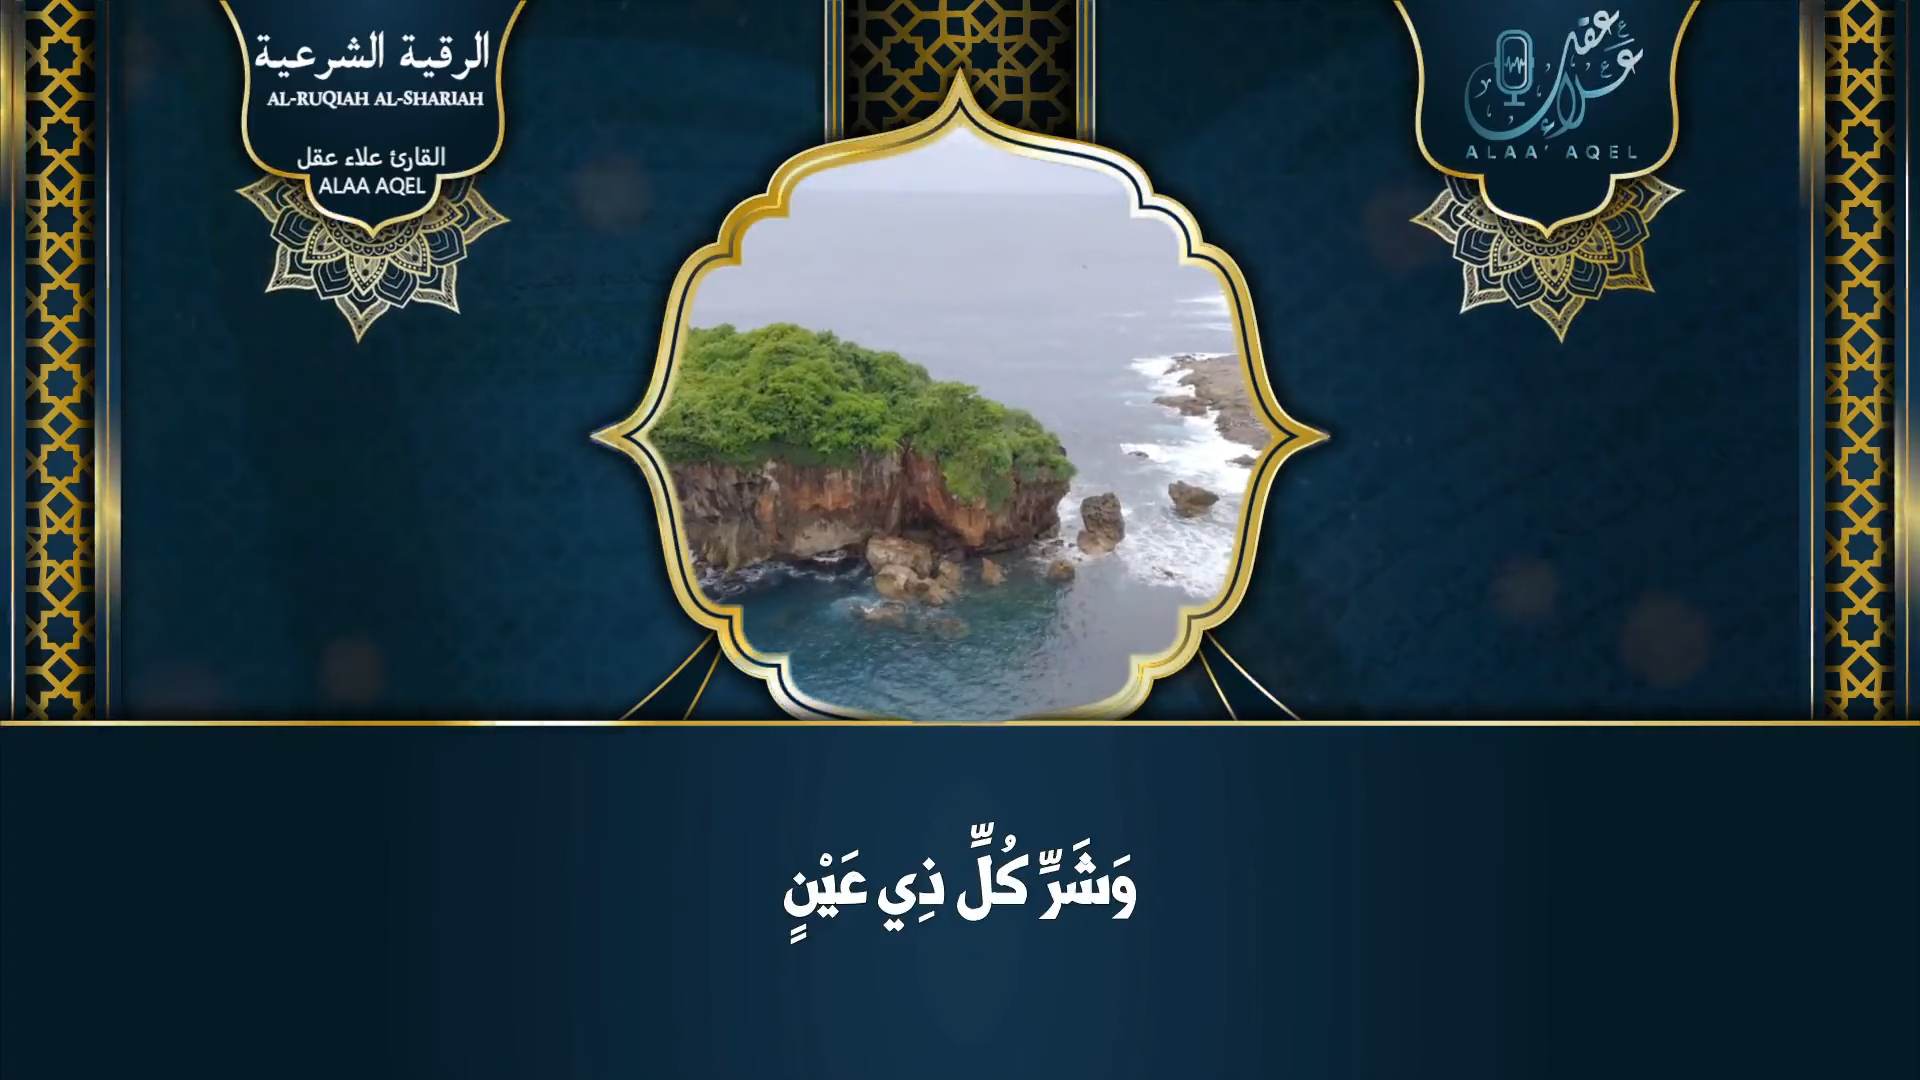 الرقية الشرعية
AL-RUQIAH AL-SHARIAH
القارئ علاء عقل
ALAA AQEL
علاء عقل
ALAA' AQEL
وَشَرِّ كُلِّ ذِي عَيْنٍ